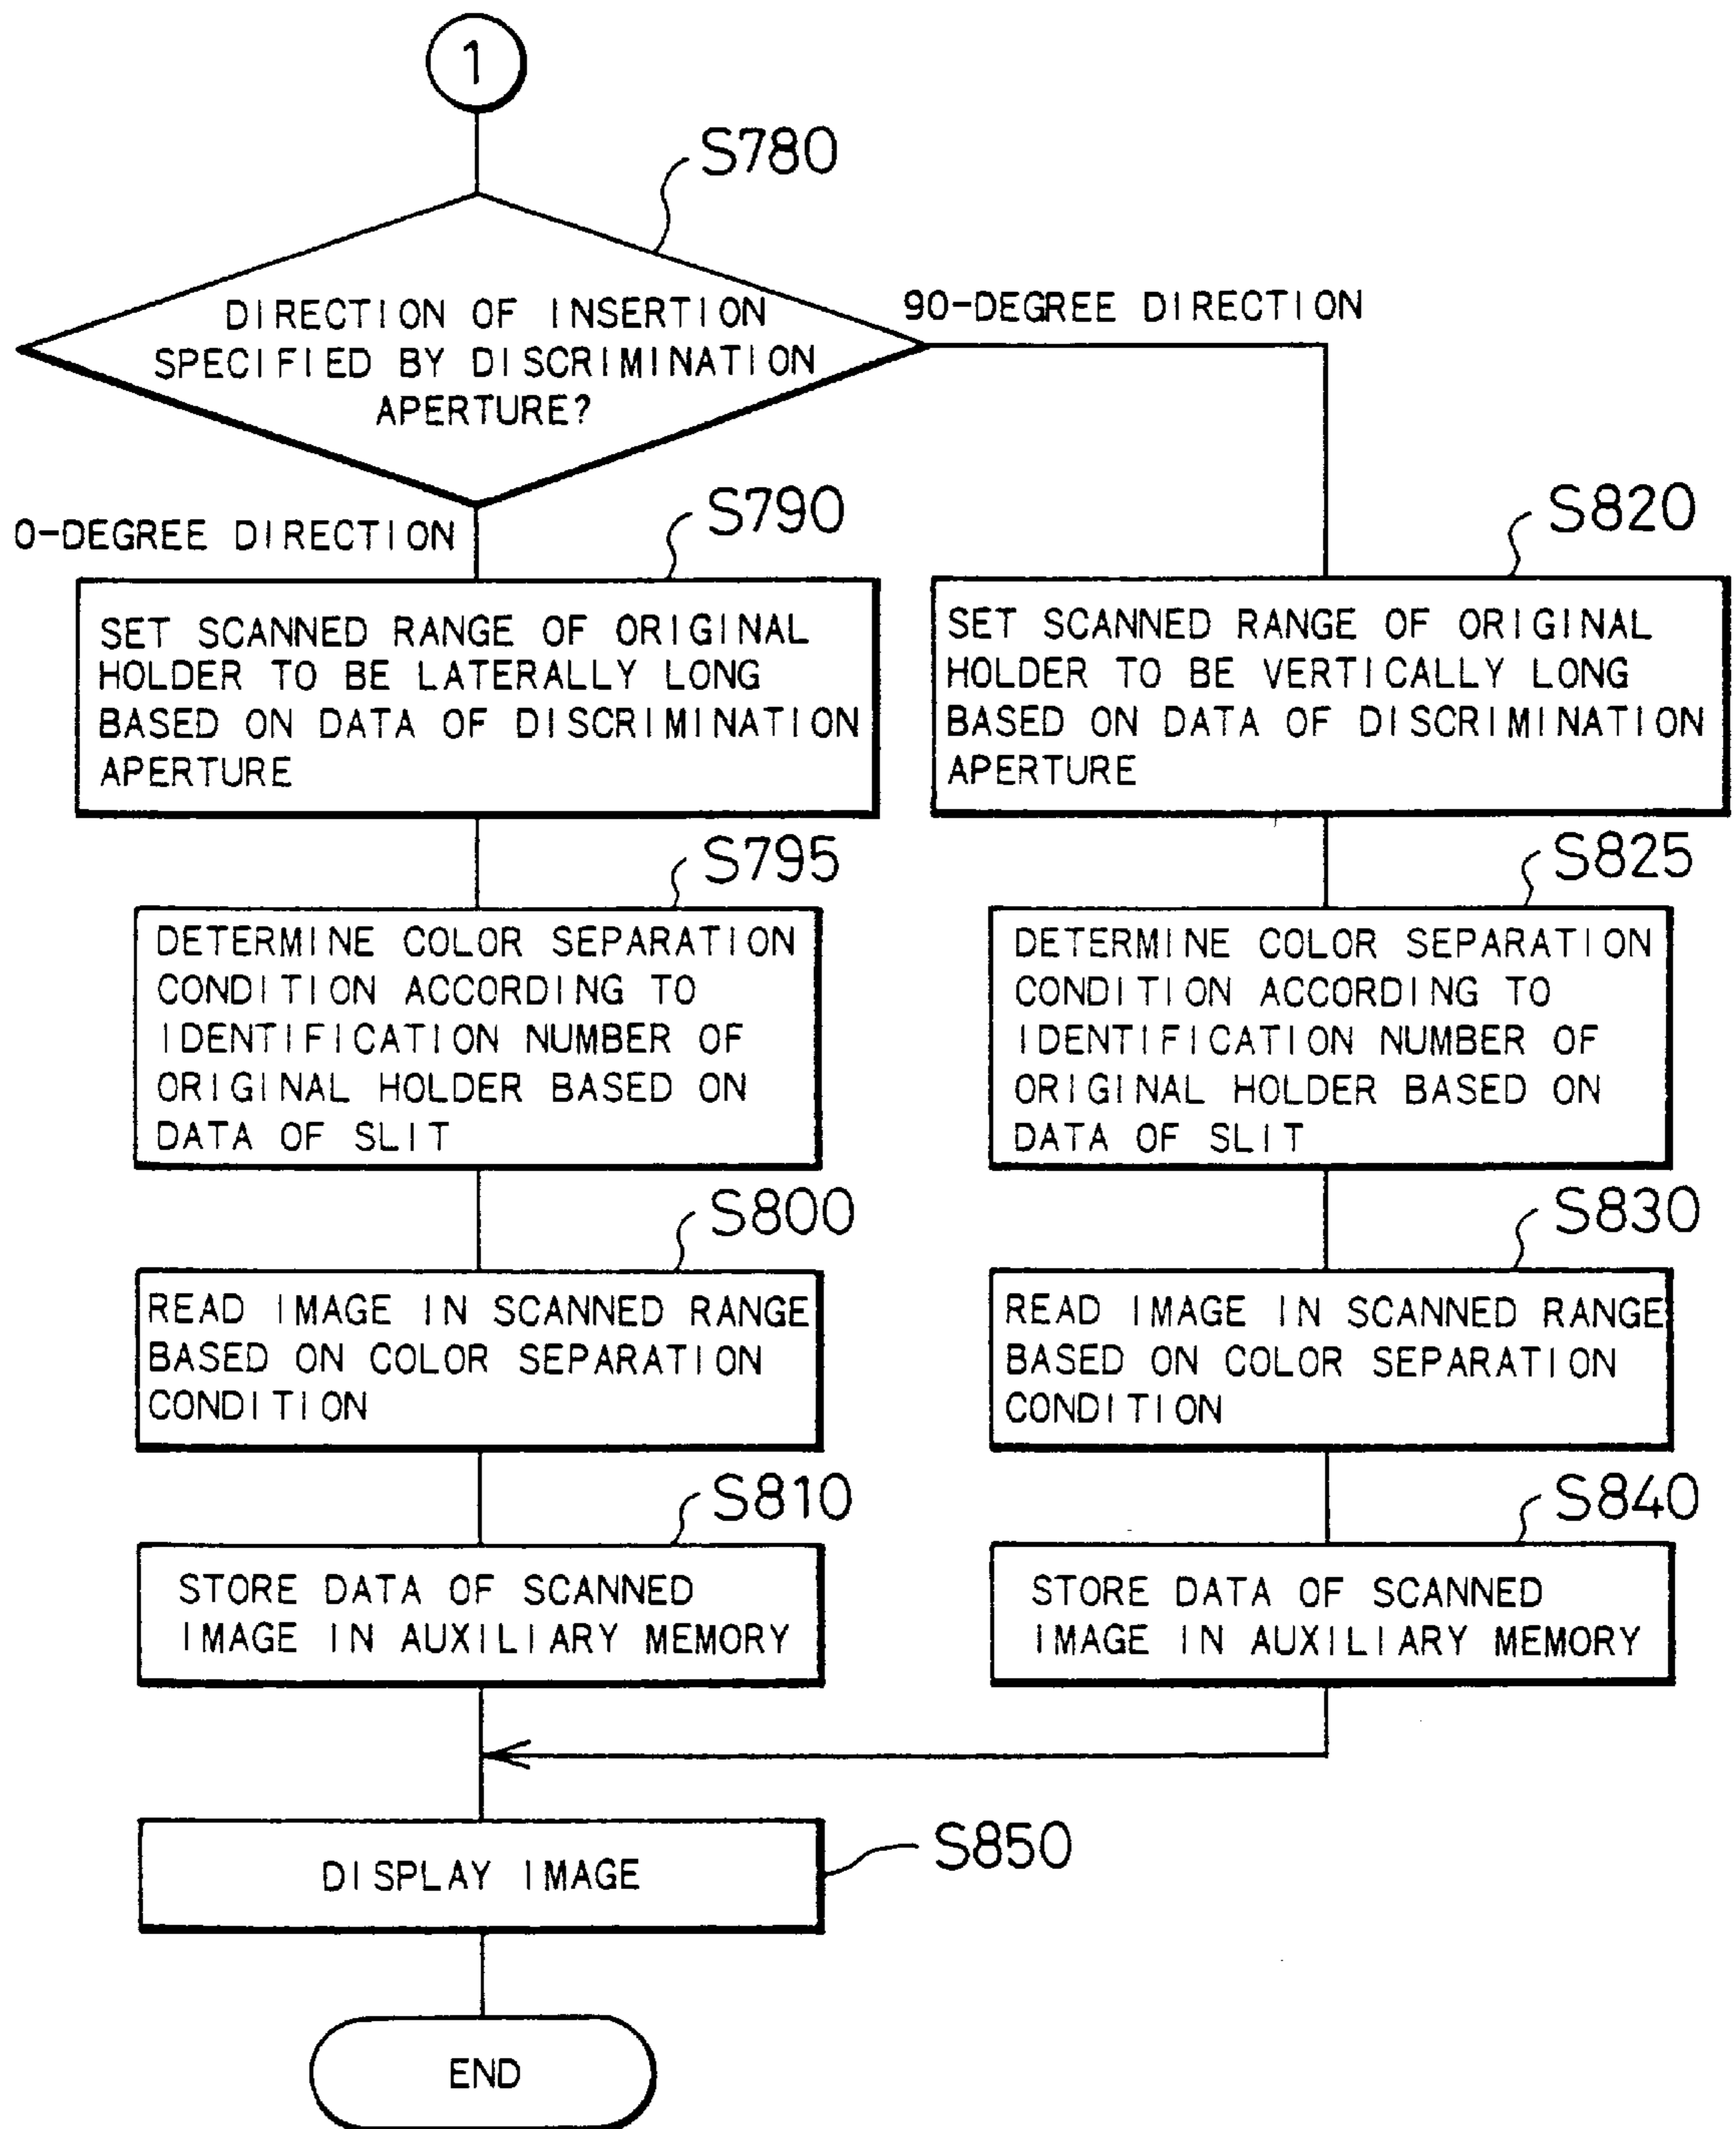 1
S780
DIRECTION OF INSERTION
SPECIFIED BY DISCRIMINATION
APERTURE?
90-DEGREE DIRECTION
0-DEGREE DIRECTION
S790
SET SCANNED RANGE OF ORIGINAL
HOLDER TO BE LATERALLY LONG
BASED ON DATA OF DISCRIMINATION
APERTURE
S820
SET SCANNED RANGE OF ORIGINAL
HOLDER TO BE VERTICALLY LONG
BASED ON DATA OF DISCRIMINATION
APERTURE
S795
DETERMINE COLOR SEPARATION
CONDITION ACCORDING TO
IDENTIFICATION NUMBER OF
ORIGINAL HOLDER BASED ON
DATA OF SLIT
S825
DETERMINE COLOR SEPARATION
CONDITION ACCORDING TO
IDENTIFICATION NUMBER OF
ORIGINAL HOLDER BASED ON
DATA OF SLIT
S800
READ IMAGE IN SCANNED RANGE
BASED ON COLOR SEPARATION
CONDITION
S830
READ IMAGE IN SCANNED RANGE
BASED ON COLOR SEPARATION
CONDITION
S810
STORE DATA OF SCANNED
IMAGE IN AUXILIARY MEMORY
S840
STORE DATA OF SCANNED
IMAGE IN AUXILIARY MEMORY
S850
DISPLAY IMAGE
END